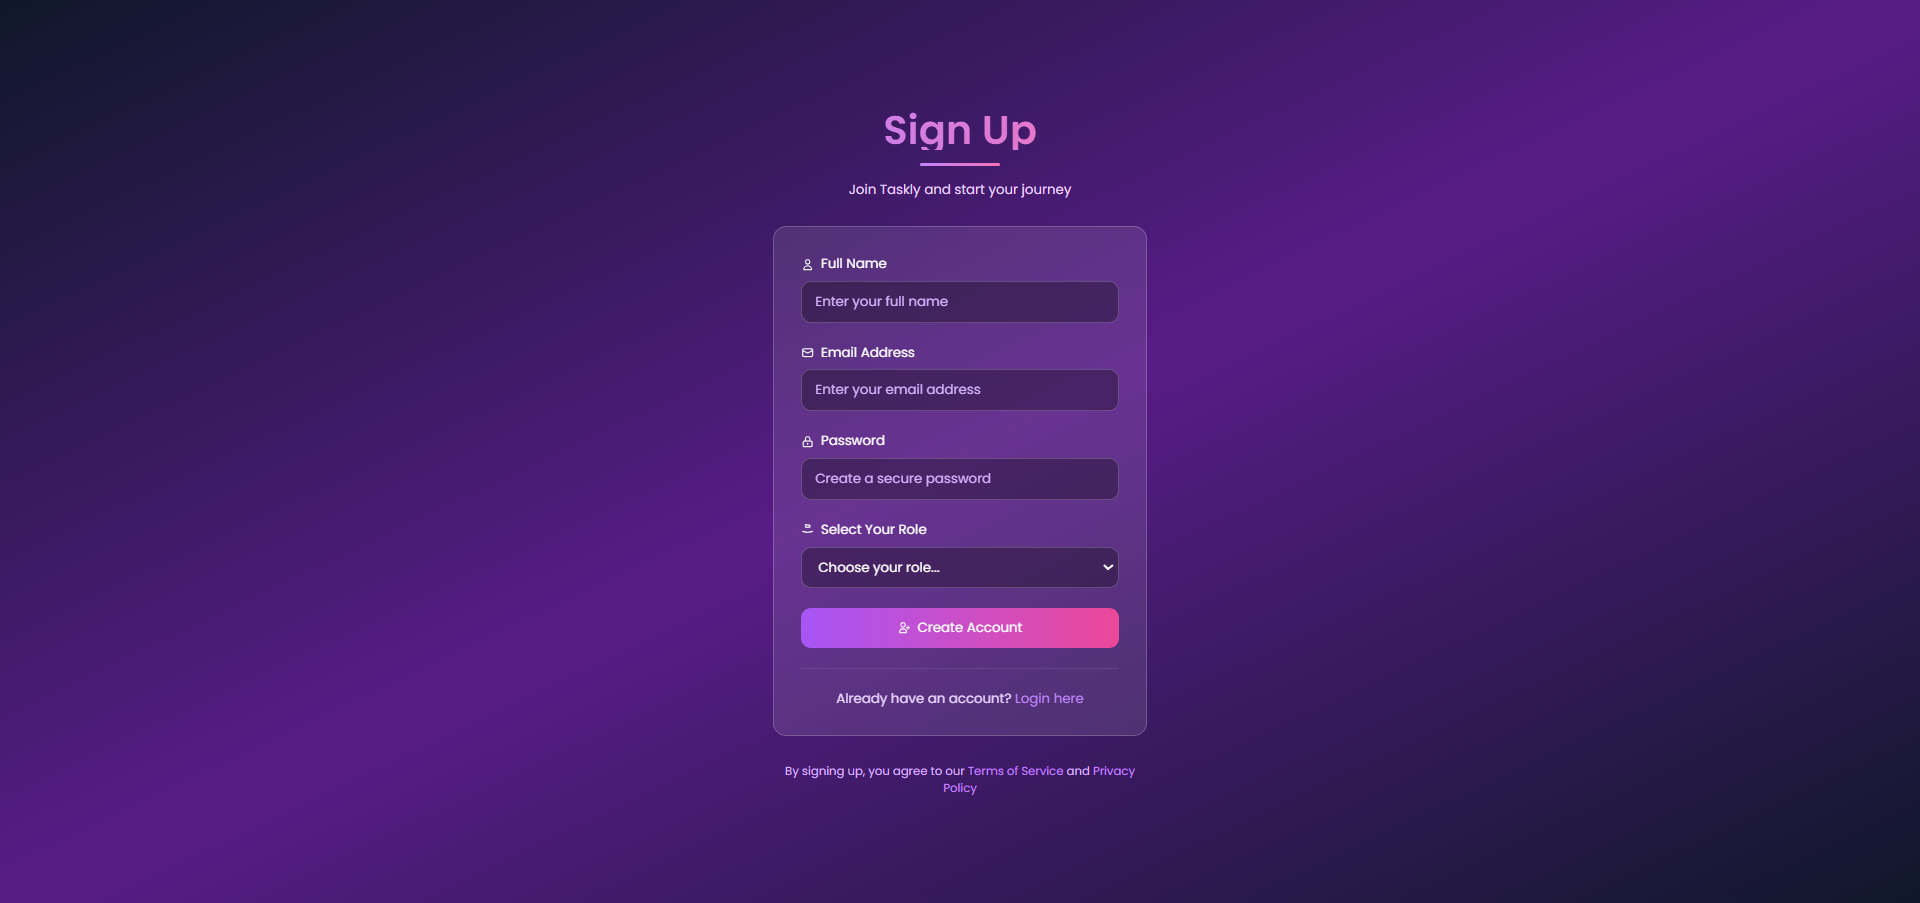 Sign Up
Join Taskly and start your journey
Full Name
Enter your full name
Email Address
Enter your email address
Password
Create a secure password
Select Your Role
Choose your role...
Create Account
Already have an account? Login here
By signing up, you agree to our Terms of Service and Privacy
Policy